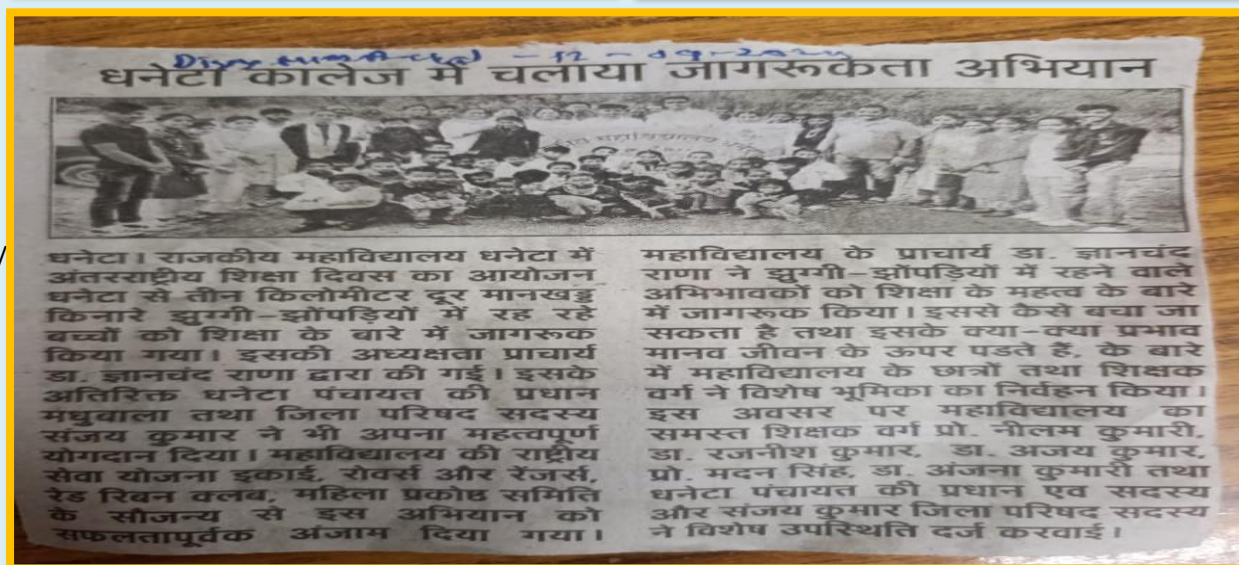 12-09-2024
धनेटा कालेज में चलाया जागरूकता अभियान
धनेटा। राजकीय महाविद्यालय धनेटा में
अंतरराष्ट्रीय शिक्षा दिवस का आयोजन
धनेटा से तीन किलोमीटर दूर मानखड्ड
किनारे झुग्गी-झोंपड़ियों में रह रहे
बच्चों को शिक्षा के बारे में जागरूक
किया गया। इसकी अध्यक्षता प्राचार्य
डा. ज्ञानचंद राणा द्वारा की गई। इसके
अतिरिक्त धनेटा पंचायत की प्रधान
मधुबाला तथा जिला परिषद सदस्य
संजय कुमार ने भी अपना महत्वपूर्ण
योगदान दिया। महाविद्यालय की राष्ट्रीय
सेवा योजना इकाई, रोवर्स और रेंजर्स,
रेड रिबन क्लब, महिला प्रकोष्ठ समिति
के सौजन्य से इस अभियान को
सफलतापूर्वक अंजाम दिया गया।
महाविद्यालय के प्राचार्य डा. ज्ञानचंद
राणा ने झुग्गी-झोंपड़ियों में रहने वाले
अभिभावकों को शिक्षा के महत्व के बारे
में जागरूक किया। इससे कैसे बचा जा
सकता है तथा इसके क्या-क्या प्रभाव
मानव जीवन के ऊपर पडते हैं, के बारे
में महाविद्यालय के छात्रों तथा शिक्षक
वर्ग ने विशेष भूमिका का निर्वहन किया।
इस अवसर पर महाविद्यालय का
समस्त शिक्षक वर्ग प्रो. नीलम कुमारी,
डा. रजनीश कुमार, डा. अजय कुमार,
प्रो. मदन सिंह, डा. अंजना कुमारी तथा
धनेटा पंचायत की प्रधान एव सदस्य
और संजय कुमार जिला परिषद सदस्य
ने विशेष उपस्थिति दर्ज करवाई।